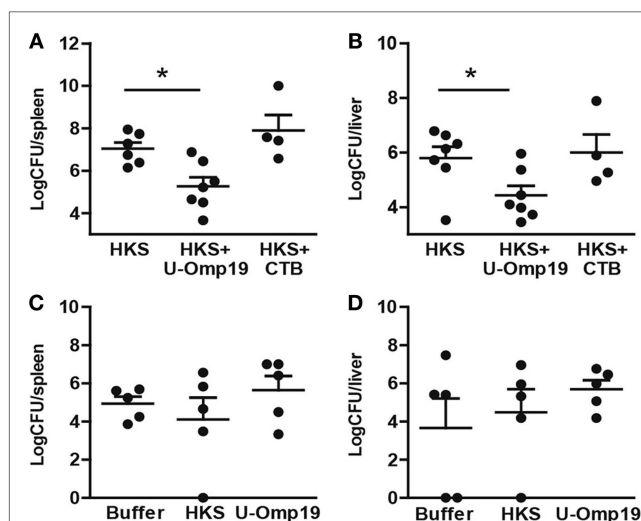 A
LogCFU/spleen
12
10
8
6
4
*
HKS
HKS+
U-Omp19
HKS+
CTB
B
LogCFU/liver
10
8
6
4
*
HKS
HKS+
U-Omp19
HKS+
CTB
C
LogCFU/spleen
10
8
6
4
2
0
Buffer
HKS
U-Omp19
D
LogCFU/liver
10
8
6
4
2
0
Buffer
HKS
U-Omp19